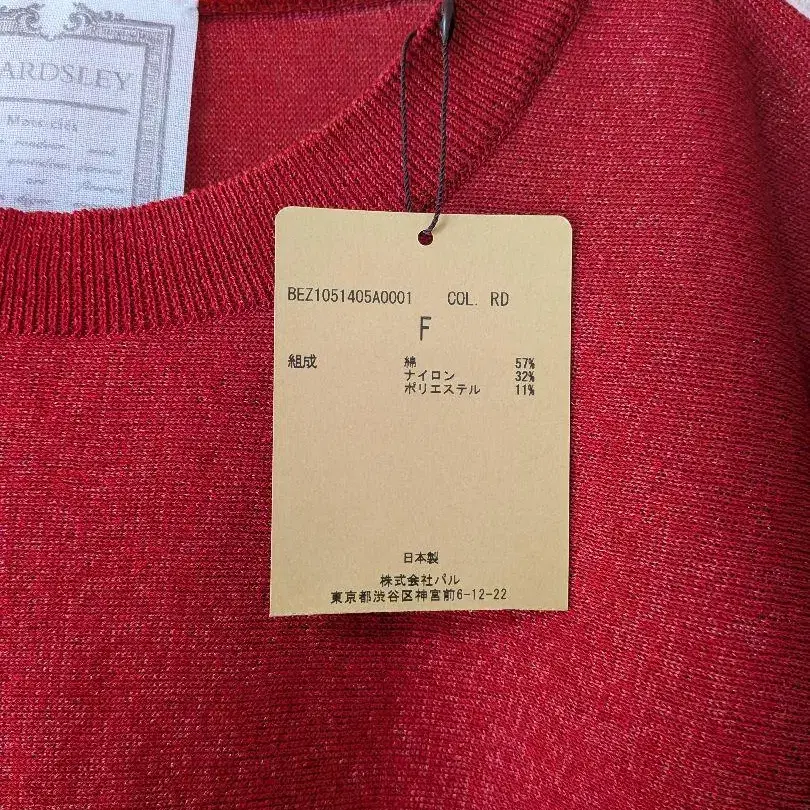 ARDSLEY
BEZ1051405A0001 COL. RD
F
組成 綿 57%
ナイロン 32%
ポリエステル 11%
日本製
株式会社パル
東京都渋谷区神宮前6-12-22